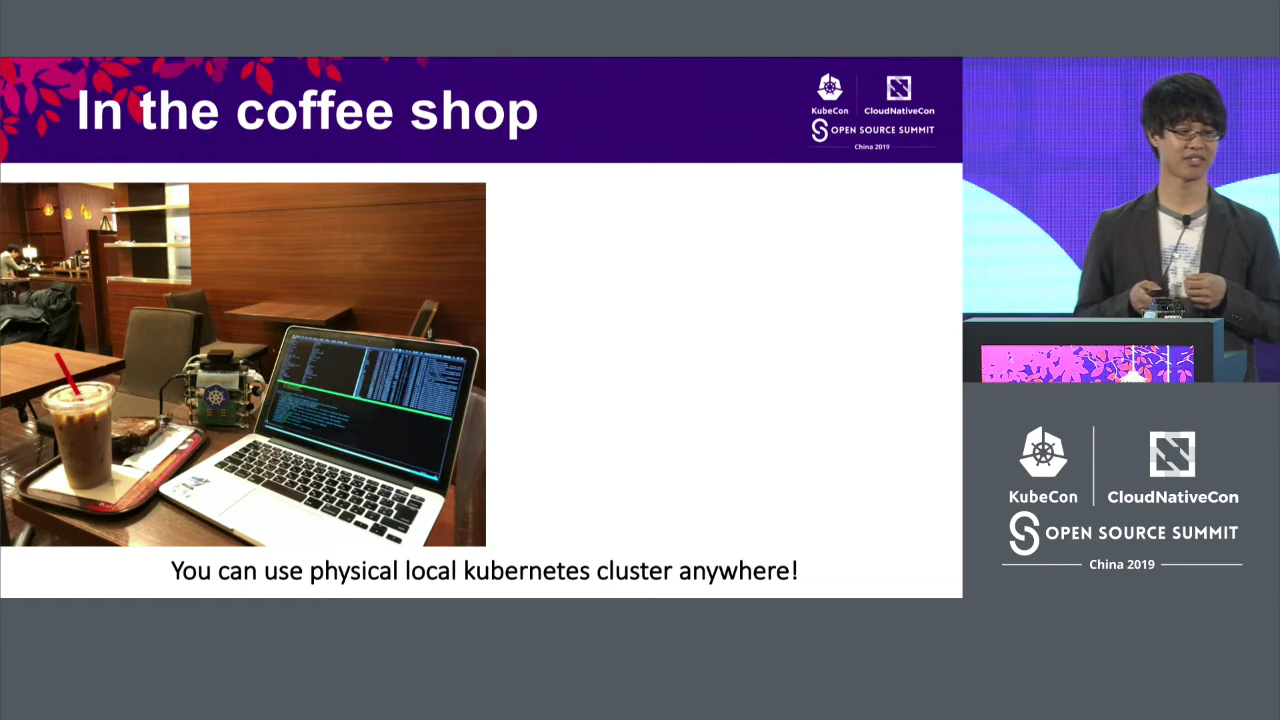 In the coffee shop
KubeCon
CloudNativeCon
OPEN SOURCE SUMMIT
China 2019
You can use physical local kubernetes cluster anywhere!
KubeCon
CloudNativeCon
OPEN SOURCE SUMMIT
China 2019